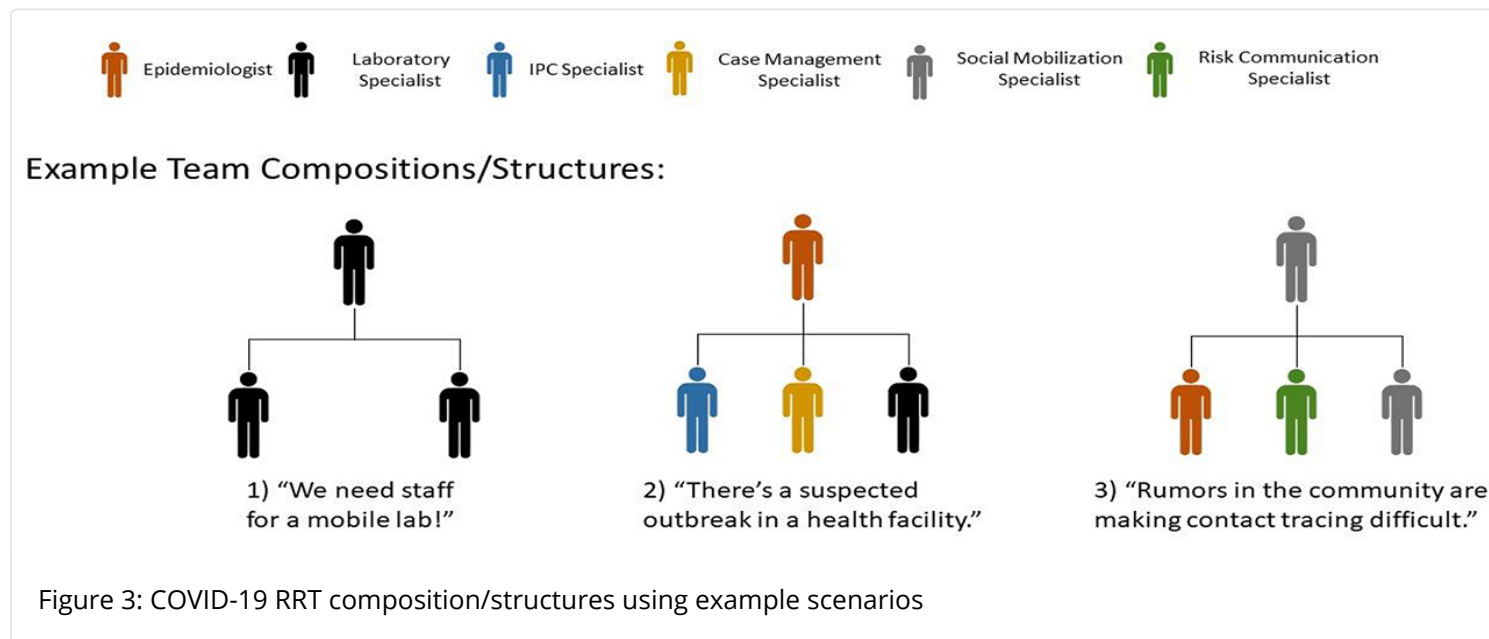 Epidemiologist
Laboratory
Specialist
IPC Specialist
Case Management
Specialist
Social Mobilization
Specialist
Risk Communication
Specialist
Example Team Compositions/Structures:
1) “We need staff
for a mobile lab!”
2) “There’s a suspected
outbreak in a health facility.”
3) “Rumors in the community are
making contact tracing difficult.”
Figure 3: COVID-19 RRT composition/structures using example scenarios